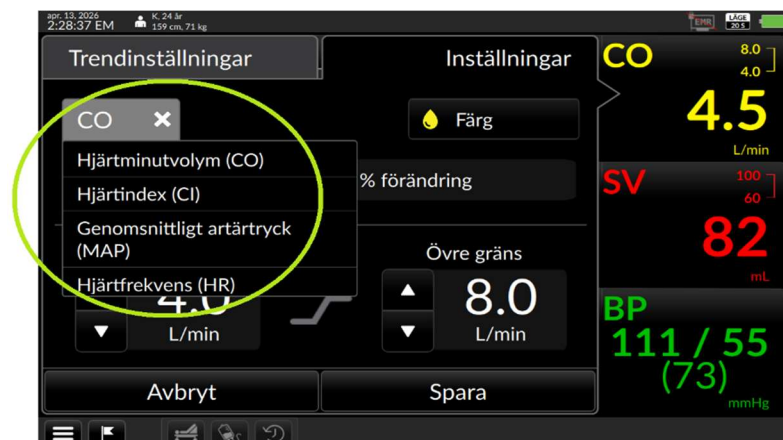 apr. 13, 2026
2:28:37 EM
K, 24 år
159 cm, 71 kg
EMR
LÄGE
20 S
Trendinställningar
Inställningar
CO
Färg
Hjärtminutvolym (CO)
Hjärtindex (CI)
Genomsnittligt artärtryck
(MAP)
Hjärtfrekvens (HR)
% förändring
Övre gräns
4.0
L/min
8.0
L/min
Avbryt
Spara
CO
8.0
4.0
4.5
L/min
SV
100
60
82
mL
BP
111 / 55
(73)
mmHg